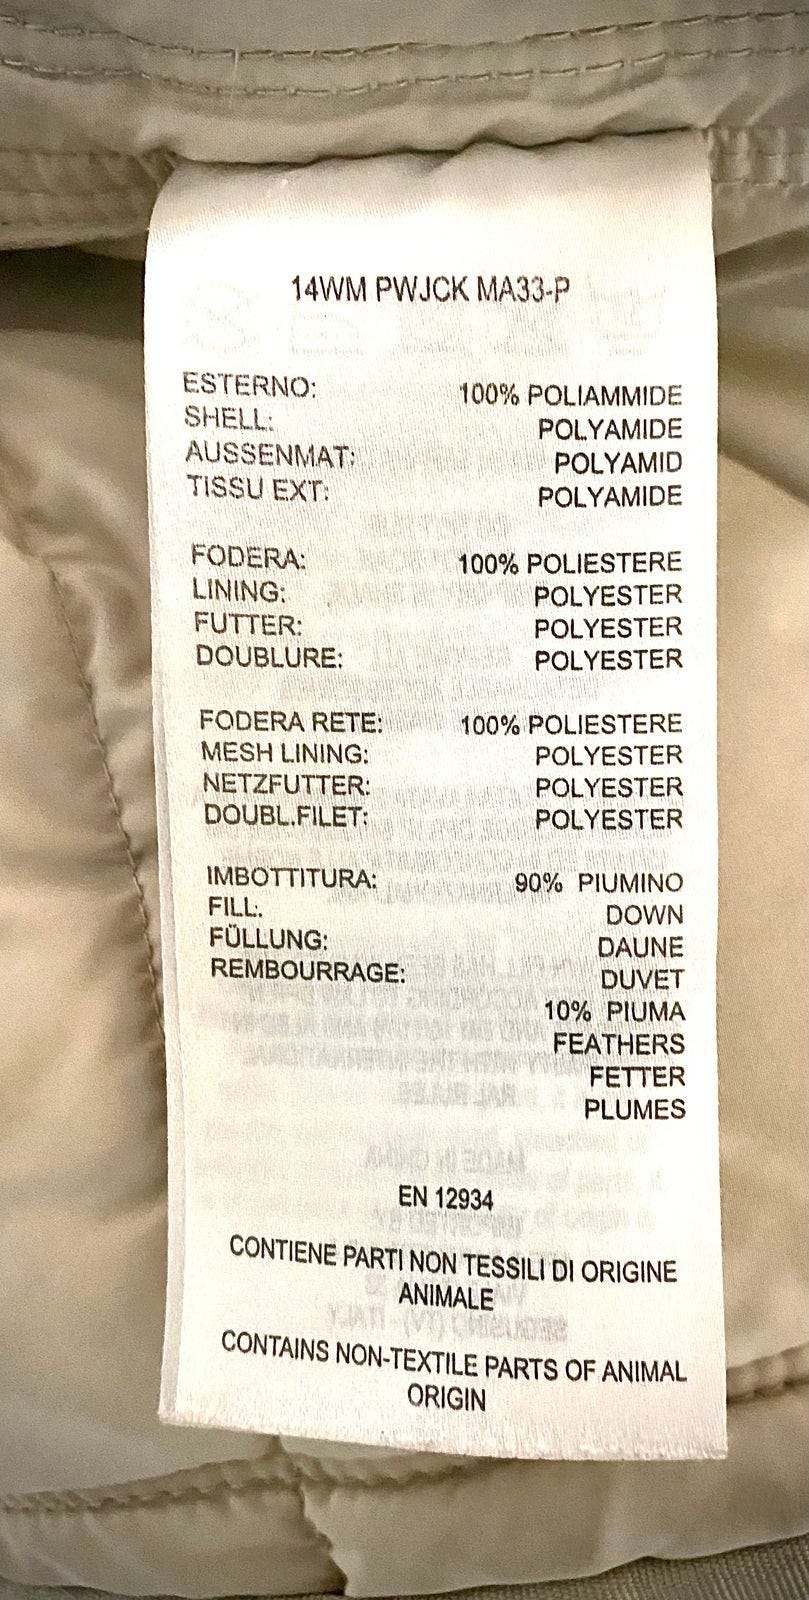 14WM PWJCK MA33-P
ESTERNO: 100% POLIAMMIDE
SHELL: POLYAMIDE
AUSSENMAT: POLYAMID
TISSU EXT: POLYAMIDE
FODERA: 100% POLIESTERE
LINING: POLYESTER
FUTTER: POLYESTER
DOUBLURE: POLYESTER
FODERA RETE: 100% POLIESTERE
MESH LINING: POLYESTER
NETZFUTTER: POLYESTER
DOUBL.FILET: POLYESTER
IMBOTTITURA: 90% PIUMINO
FILL: DOWN
FÜLLUNG: DAUNE
REMBOURRAGE: DUVET
10% PIUMA
FEATHERS
FETTER
PLUMES
EN 12934
CONTIENE PARTI NON TESSILI DI ORIGINE
ANIMALE
CONTAINS NON-TEXTILE PARTS OF ANIMAL
ORIGIN